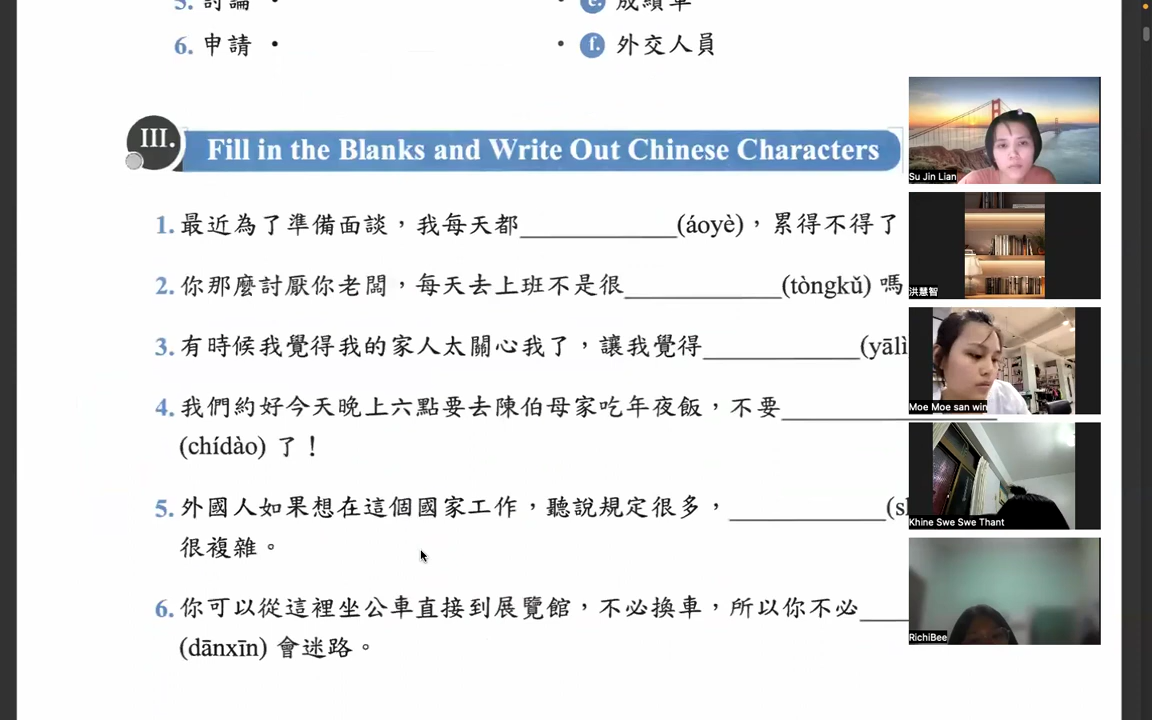 5. 討論 •
• e. 成績單
6. 申請 •
• f. 外交人員
III. Fill in the Blanks and Write Out Chinese Characters
1. 最近為了準備面談，我每天都____________(áoyè)，累得不得了
2. 你那麼討厭你老闆，每天去上班不是很____________(tòngkǔ) 嗎
3. 有時候我覺得我的家人太關心我了，讓我覺得____________(yālì
4. 我們約好今天晚上六點要去陳伯母家吃年夜飯，不要____________
(chídào) 了！
5. 外國人如果想在這個國家工作，聽說規定很多，____________(s
很複雜。
6. 你可以從這裡坐公車直接到展覽館，不必換車，所以你不必____
(dānxīn) 會迷路。
Su Jin Lian
洪慧智
Moe Moe san win
Khine Swe Swe Thant
RichiBee